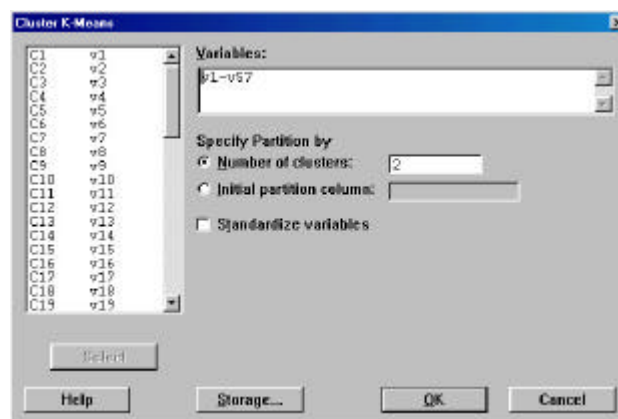 Cluster K-Means
C1 v1
C2 v2
C3 v3
C4 v4
C5 v5
C6 v6
C7 v7
C8 v8
C9 v9
C10 v10
C11 v11
C12 v12
C13 v13
C14 v14
C15 v15
C16 v16
C17 v17
C18 v18
C19 v19
Variables:
v1-v57
Specify Partition by
Number of clusters: 2
Initial partition column:
Standardize variables
Select
Help
Storage...
OK
Cancel